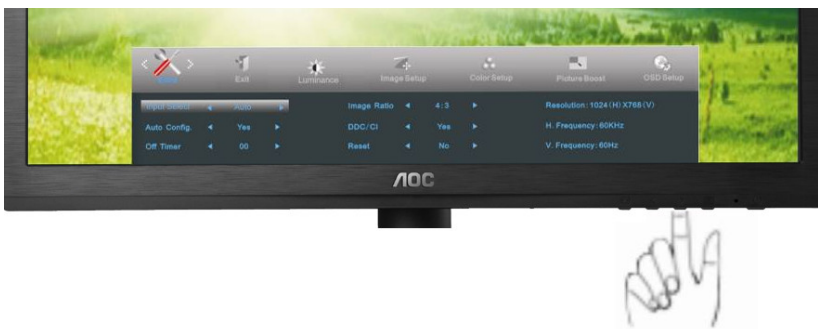 Exit
Luminance
Image Setup
Color Setup
Picture Boost
OSD Setup
Input Select Auto
Image Ratio 4:3
Resolution: 1024(H)X768(V)
Auto Config. Yes
DDC/CI Yes
H. Frequency: 60KHz
Off Timer 00
Reset No
V. Frequency: 60Hz
AOC